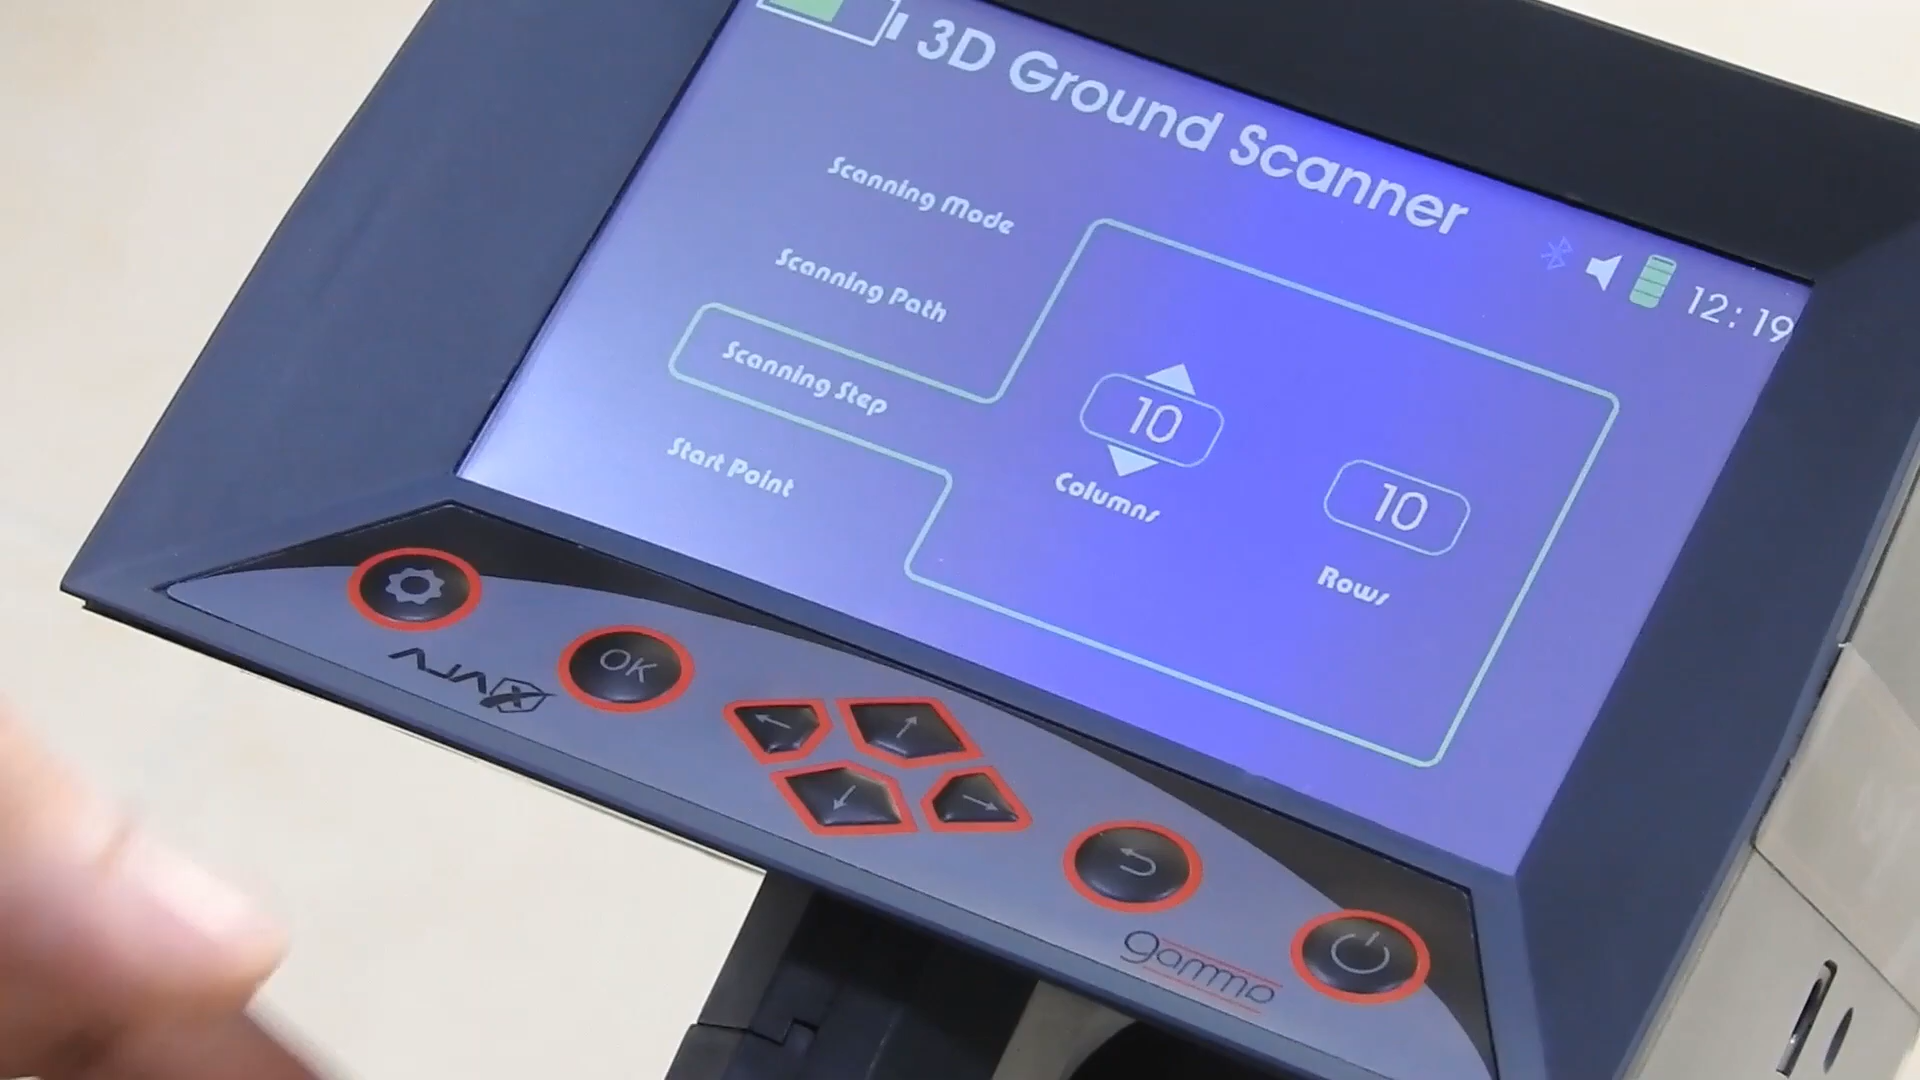 3D Ground Scanner
12:19
Scanning Mode
Scanning Path
Scanning Step
Start Point
10
Columns
10
Rows
OK
gamma